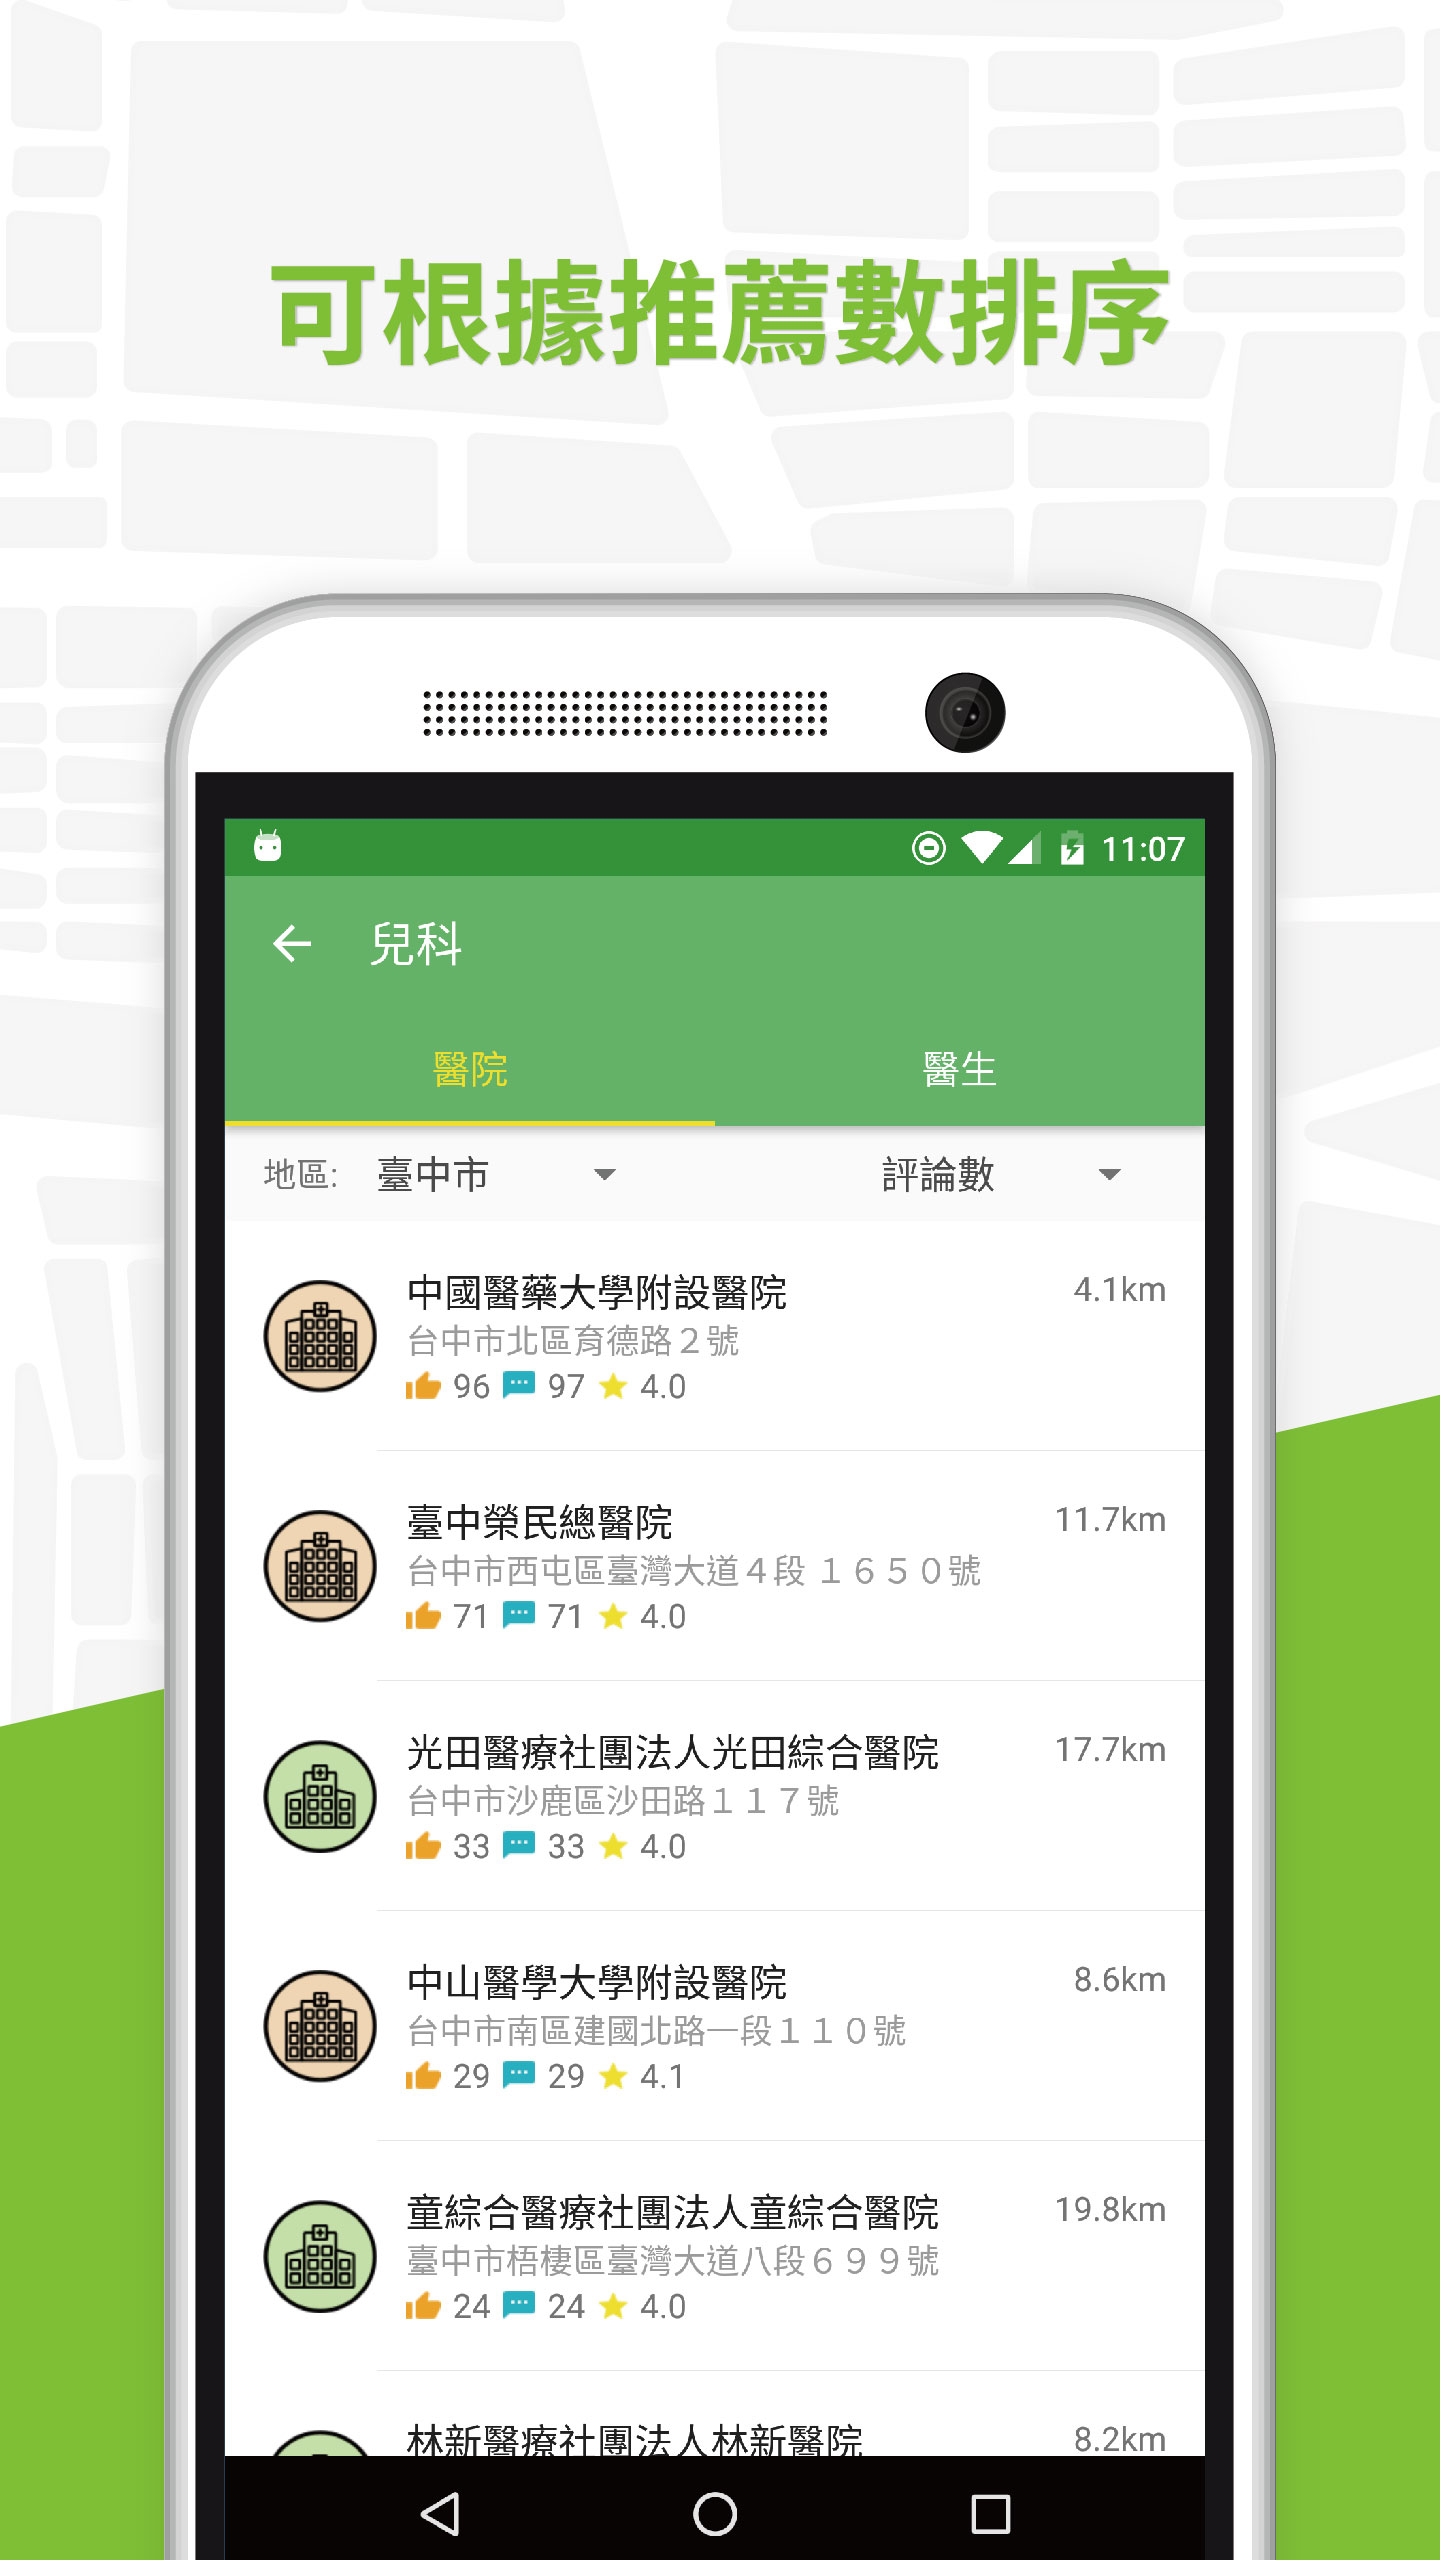 可根據推薦數排序
11:07
兒科
醫院 醫生
地區: 臺中市 評論數
中國醫藥大學附設醫院 4.1km
台中市北區育德路２號
96 97 4.0
臺中榮民總醫院 11.7km
台中市西屯區臺灣大道４段 １６５０號
71 71 4.0
光田醫療社團法人光田綜合醫院 17.7km
台中市沙鹿區沙田路１１７號
33 33 4.0
中山醫學大學附設醫院 8.6km
台中市南區建國北路一段１１０號
29 29 4.1
童綜合醫療社團法人童綜合醫院 19.8km
臺中市梧棲區臺灣大道八段６９９號
24 24 4.0
林新醫療社團法人林新醫院 8.2km